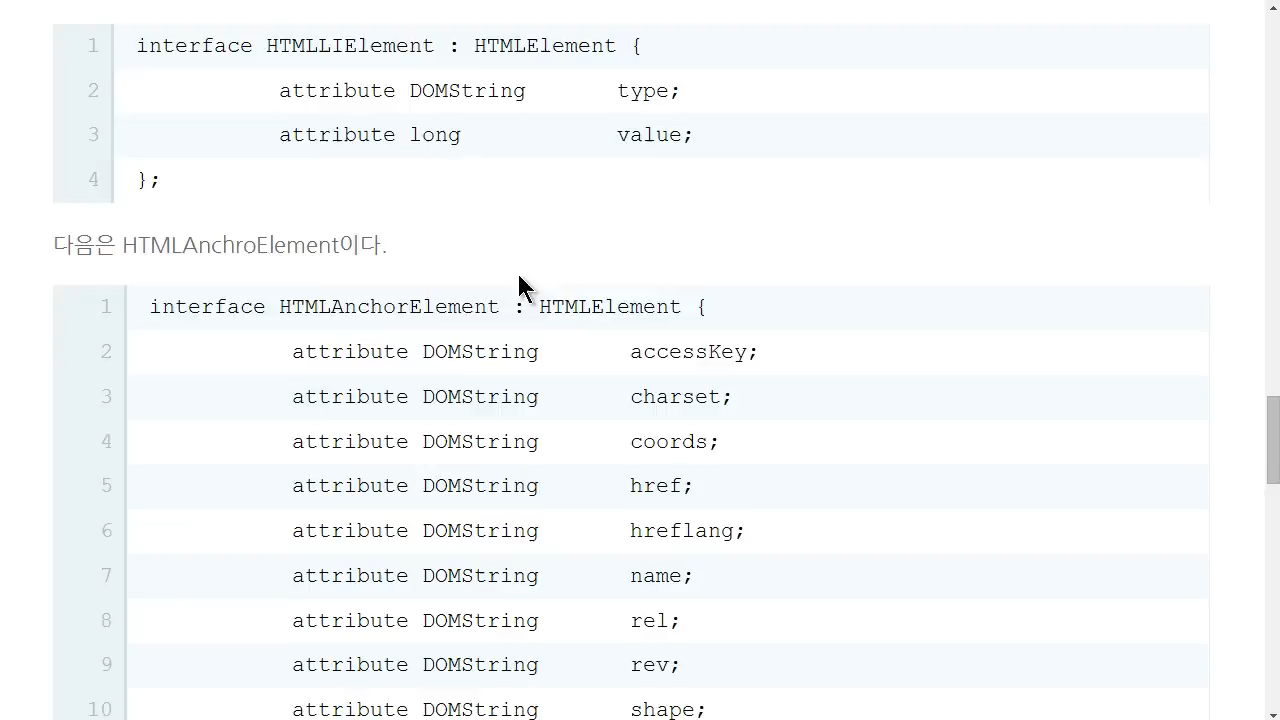 1 interface HTMLLIElement : HTMLElement {
2 attribute DOMString type;
3 attribute long value;
4 };
다음은 HTMLAnchroElement이다.
1 interface HTMLAnchorElement : HTMLElement {
2 attribute DOMString accessKey;
3 attribute DOMString charset;
4 attribute DOMString coords;
5 attribute DOMString href;
6 attribute DOMString hreflang;
7 attribute DOMString name;
8 attribute DOMString rel;
9 attribute DOMString rev;
10 attribute DOMString shape;